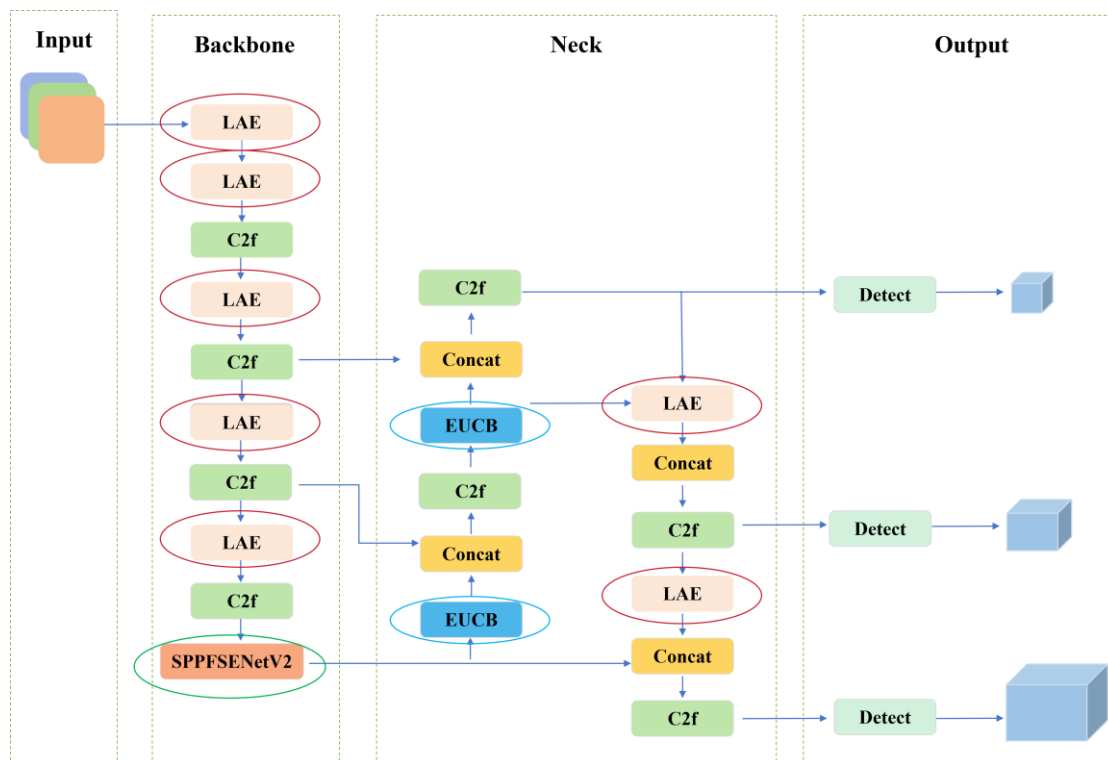 Input
Backbone
Neck
Output
LAE
LAE
C2f
LAE
C2f
LAE
C2f
LAE
C2f
SPPFSENetV2
C2f
Concat
EUCB
C2f
Concat
EUCB
LAE
Concat
C2f
LAE
Concat
C2f
Detect
Detect
Detect